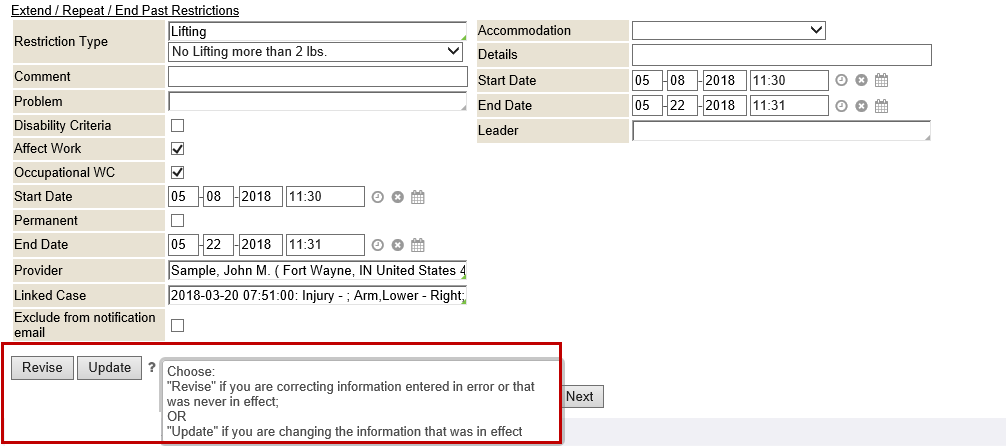 Extend / Repeat / End Past Restrictions
Restriction Type
Lifting
No Lifting more than 2 lbs.
Comment
Problem
Disability Criteria
Affect Work
Occupational WC
Start Date 05 - 08 - 2018 11:30
Permanent
End Date 05 - 22 - 2018 11:31
Provider Sample, John M. ( Fort Wayne, IN United States 4
Linked Case 2018-03-20 07:51:00: Injury - ; Arm,Lower - Right;
Exclude from notification
email
Accommodation
Details
Start Date 05 - 08 - 2018 11:30
End Date 05 - 22 - 2018 11:31
Leader
Revise Update ?
Choose:
"Revise" if you are correcting information entered in error or that
was never in effect;
OR
"Update" if you are changing the information that was in effect
Next